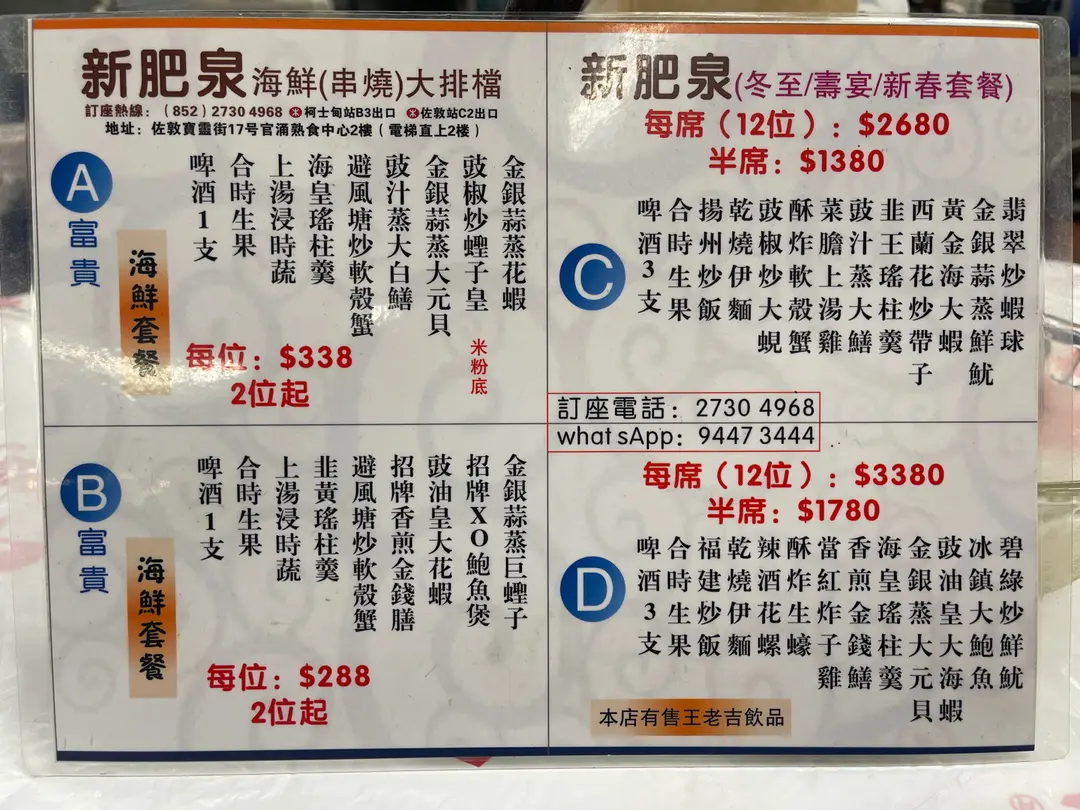 新肥泉海鮮(串燒)大排檔
訂座熱線：（852）2730 4968 柯士甸站B3出口 佐敦站C2出口
地址：佐敦寶靈街17號官涌熟食中心2樓（電梯直上2樓）
A
富貴
海鮮套餐
金銀蒜蒸花蝦
豉椒炒蟶子皇 米粉底
金銀蒜蒸大元貝
豉汁蒸大白鱔
避風塘炒軟殼蟹
海皇瑤柱羹
上湯浸時蔬
合時生果
啤酒1支
每位：$338
2位起
B
富貴
海鮮套餐
金銀蒜蒸巨蟶子
招牌XO鮑魚煲
豉油皇大花蝦
招牌香煎金錢膳
避風塘炒軟殼蟹
韭黃瑤柱羹
上湯浸時蔬
合時生果
啤酒1支
每位：$288
2位起
新肥泉(冬至/壽宴/新春套餐)
每席（12位）：$2680
半席：$1380
C
翡翠炒蝦球
金銀蒜蒸鮮魷
黃金海大蝦
西蘭花炒帶子
韭王瑤柱羹
豉汁蒸大鱔
菜膽上湯雞
酥炸軟殼蟹
豉椒炒大蜆
乾燒伊麵
揚州炒飯
合時生果
啤酒3支
訂座電話：2730 4968
whatsApp：9447 3444
每席（12位）：$3380
半席：$1780
D
碧綠炒鮮魷
冰鎮大鮑魚
豉油皇大海蝦
金銀蒸大元貝
海皇瑤柱羹
香煎金錢鱔
當紅炸子雞
酥炸生蠔
辣酒花螺
乾燒伊麵
福建炒飯
合時生果
啤酒3支
本店有售王老吉飲品